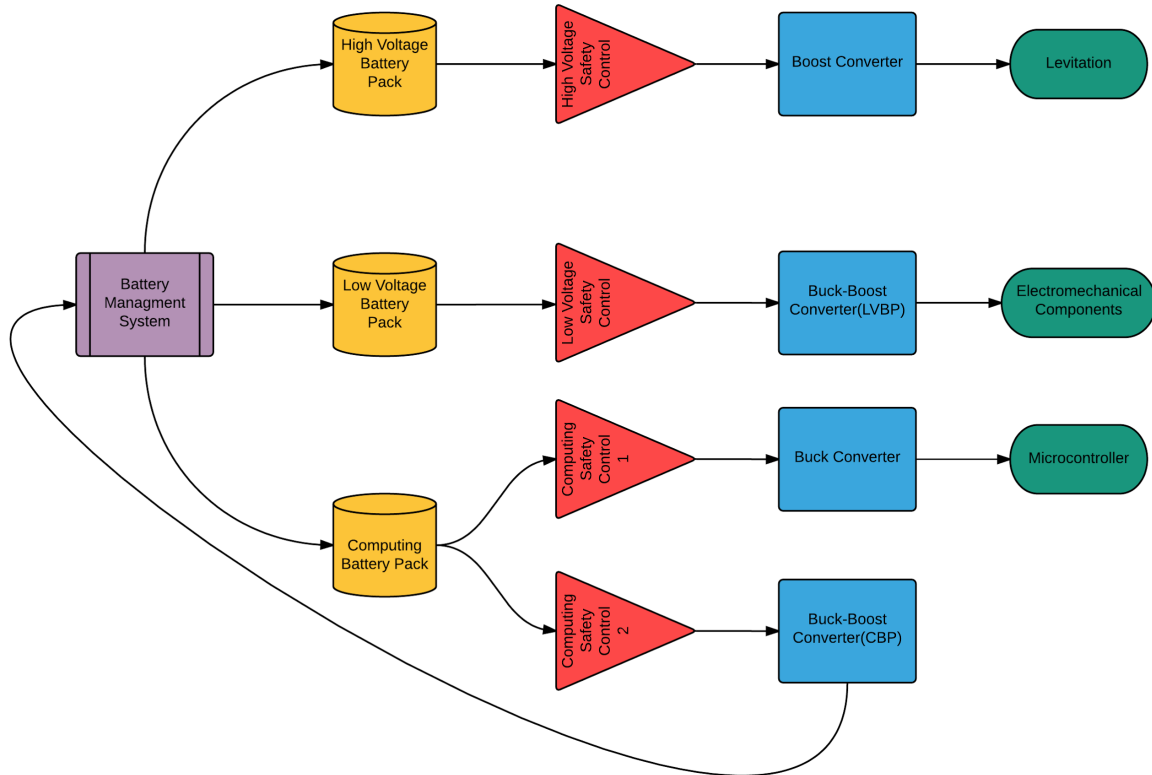 High Voltage
Battery
Pack
High Voltage
Safety
Control
Boost Converter
Levitation
Battery
Managment
System
Low Voltage
Battery
Pack
Low Voltage
Safety
Control
Buck-Boost
Converter(LVBP)
Electromechanical
Components
Computing
Safety
Control
1
Buck Converter
Microcontroller
Computing
Battery Pack
Computing
Safety
Control
2
Buck-Boost
Converter(CBP)